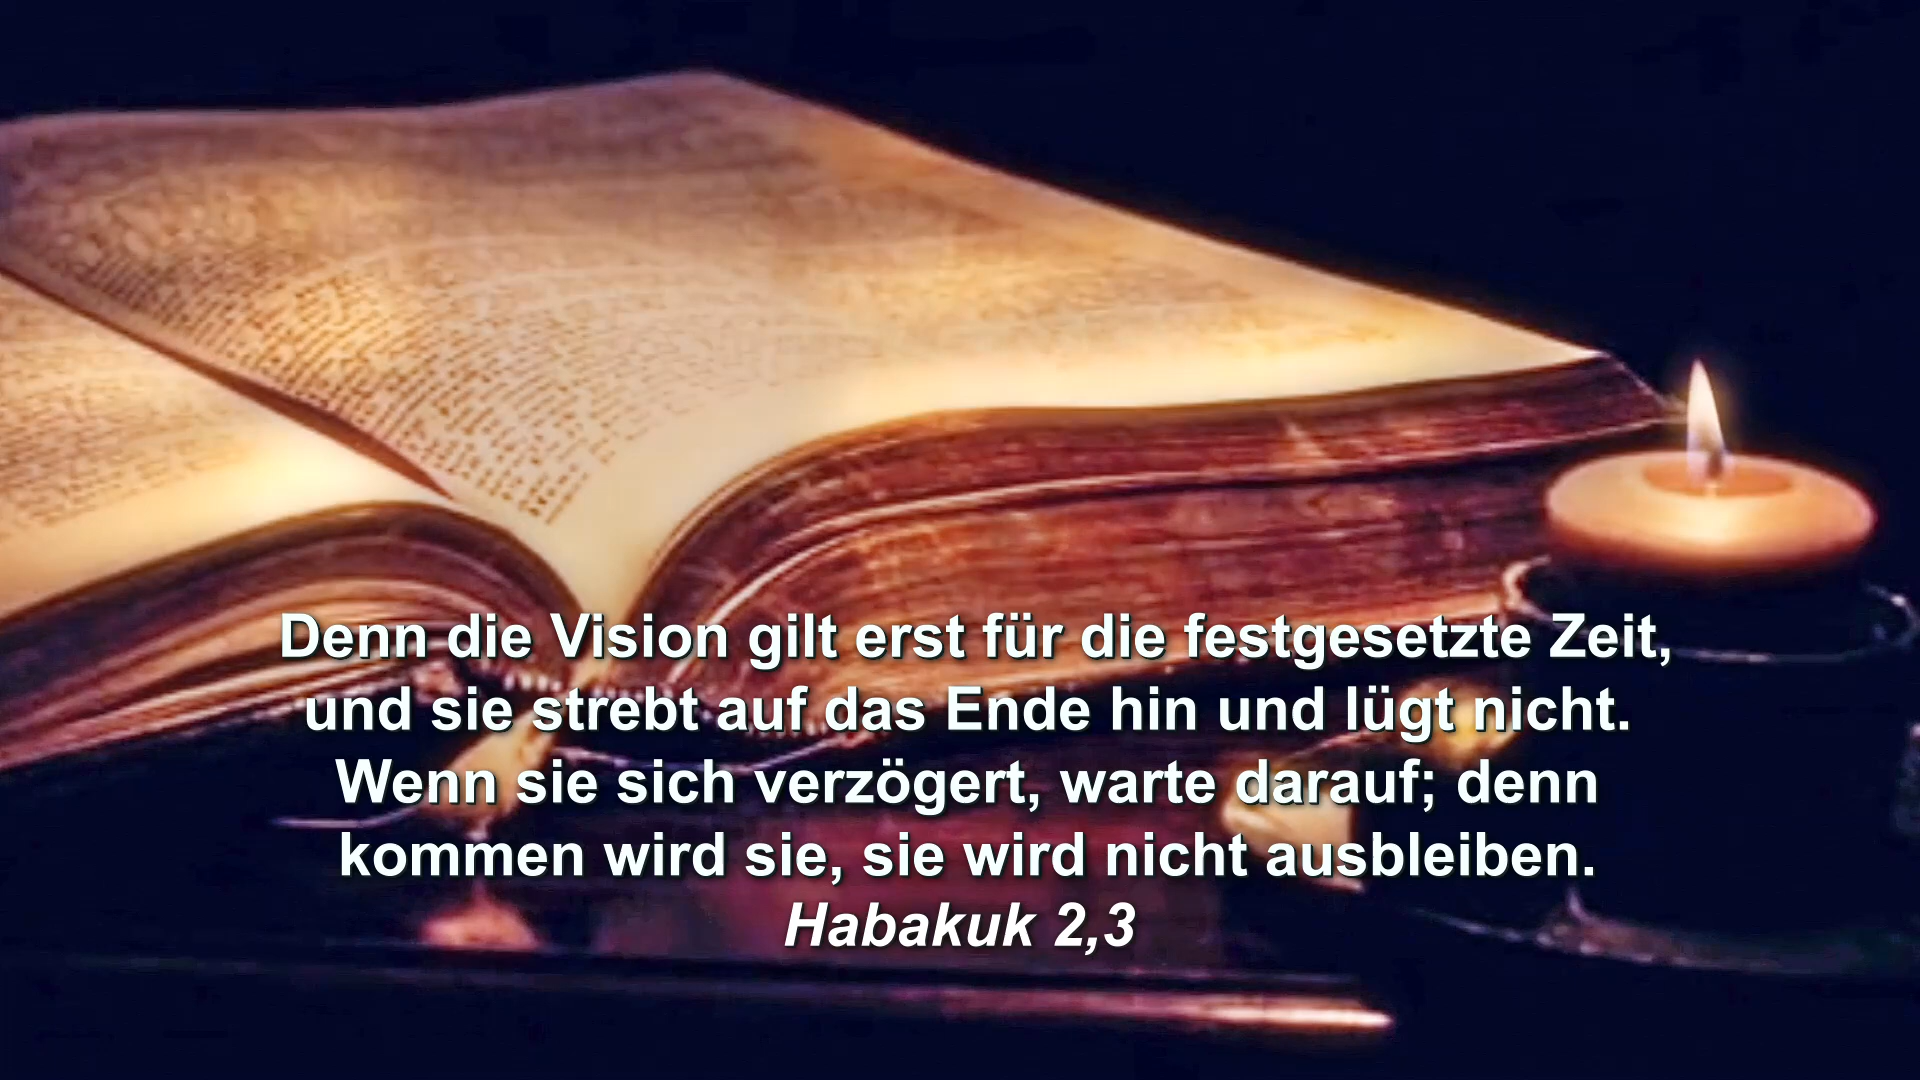 Denn die Vision gilt erst für die festgesetzte Zeit,
und sie strebt auf das Ende hin und lügt nicht.
Wenn sie sich verzögert, warte darauf; denn
kommen wird sie, sie wird nicht ausbleiben.
Habakuk 2,3